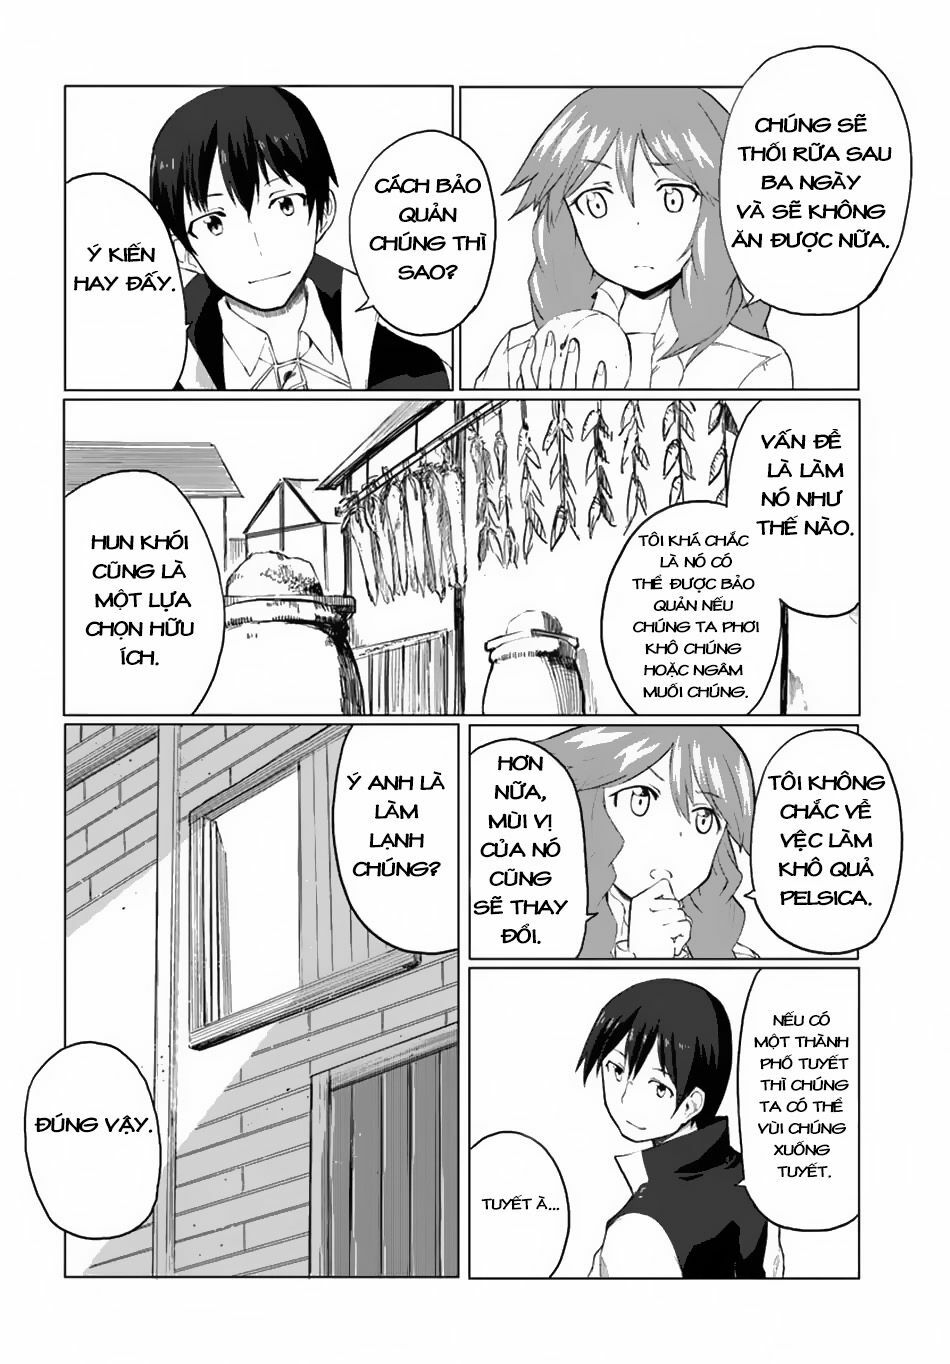 CHÚNG SẼ
THỐI RỮA SAU
BA NGÀY
VÀ SẼ KHÔNG
ĂN ĐƯỢC NỮA.
CÁCH BẢO
QUẢN
CHÚNG THÌ
SAO?
Ý KIẾN
HAY ĐẤY.
VẤN ĐỀ
LÀ LÀM
NÓ NHƯ
THẾ NÀO.
TÔI KHÁ CHẮC
LÀ NÓ CÓ
THỂ ĐƯỢC BẢO
QUẢN NẾU
CHÚNG TA PHƠI
KHÔ CHÚNG
HOẶC NGÂM
MUỐI CHÚNG.
HUN KHÓI
CŨNG LÀ
MỘT LỰA
CHỌN HỮU
ÍCH.
TÔI KHÔNG
CHẮC VỀ
VỆC LÀM
KHÔ QUẢ
PELSICA.
HƠN
NỮA,
MÙI VỊ
CỦA NÓ
CŨNG
SẼ THAY
ĐỔI.
NẾU CÓ
MỘT THÀNH
PHỐ TUYẾT
THÌ CHÚNG
TA CÓ THỂ
VÙI CHÚNG
XUỐNG
TUYẾT.
TUYẾT À...
Ý ANH LÀ
LÀM
LẠNH
CHÚNG?
ĐÚNG VẬY.